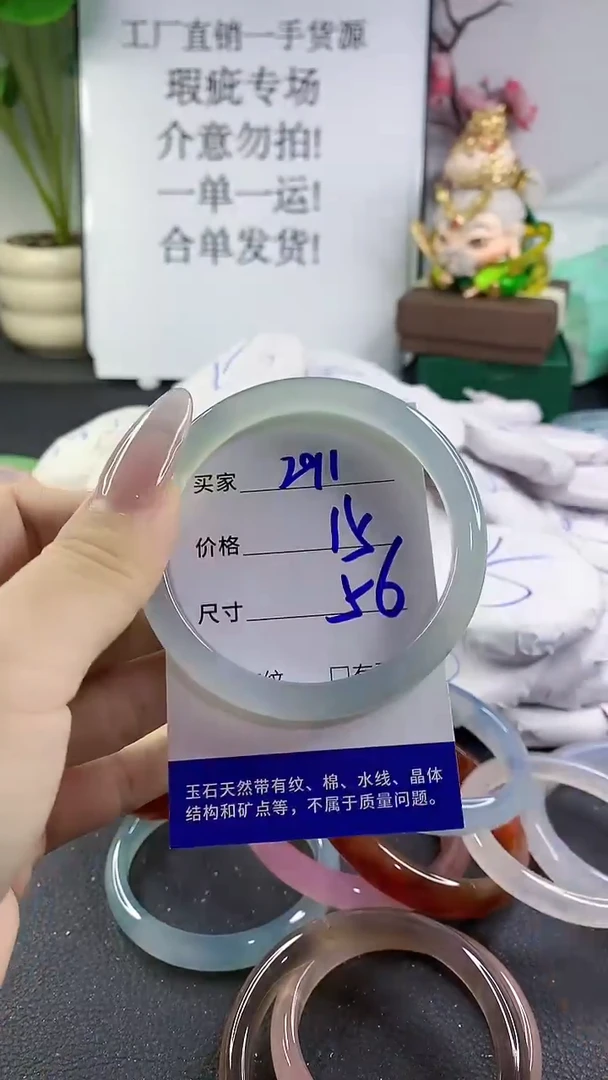 工厂直销一手货源
瑕疵专场
介意勿拍!
一单一运!
合单发货!
买家 291
价格 15
尺寸 56
纹 口有
玉石天然带有纹、棉、水线、晶体
结构和矿点等，不属于质量问题。